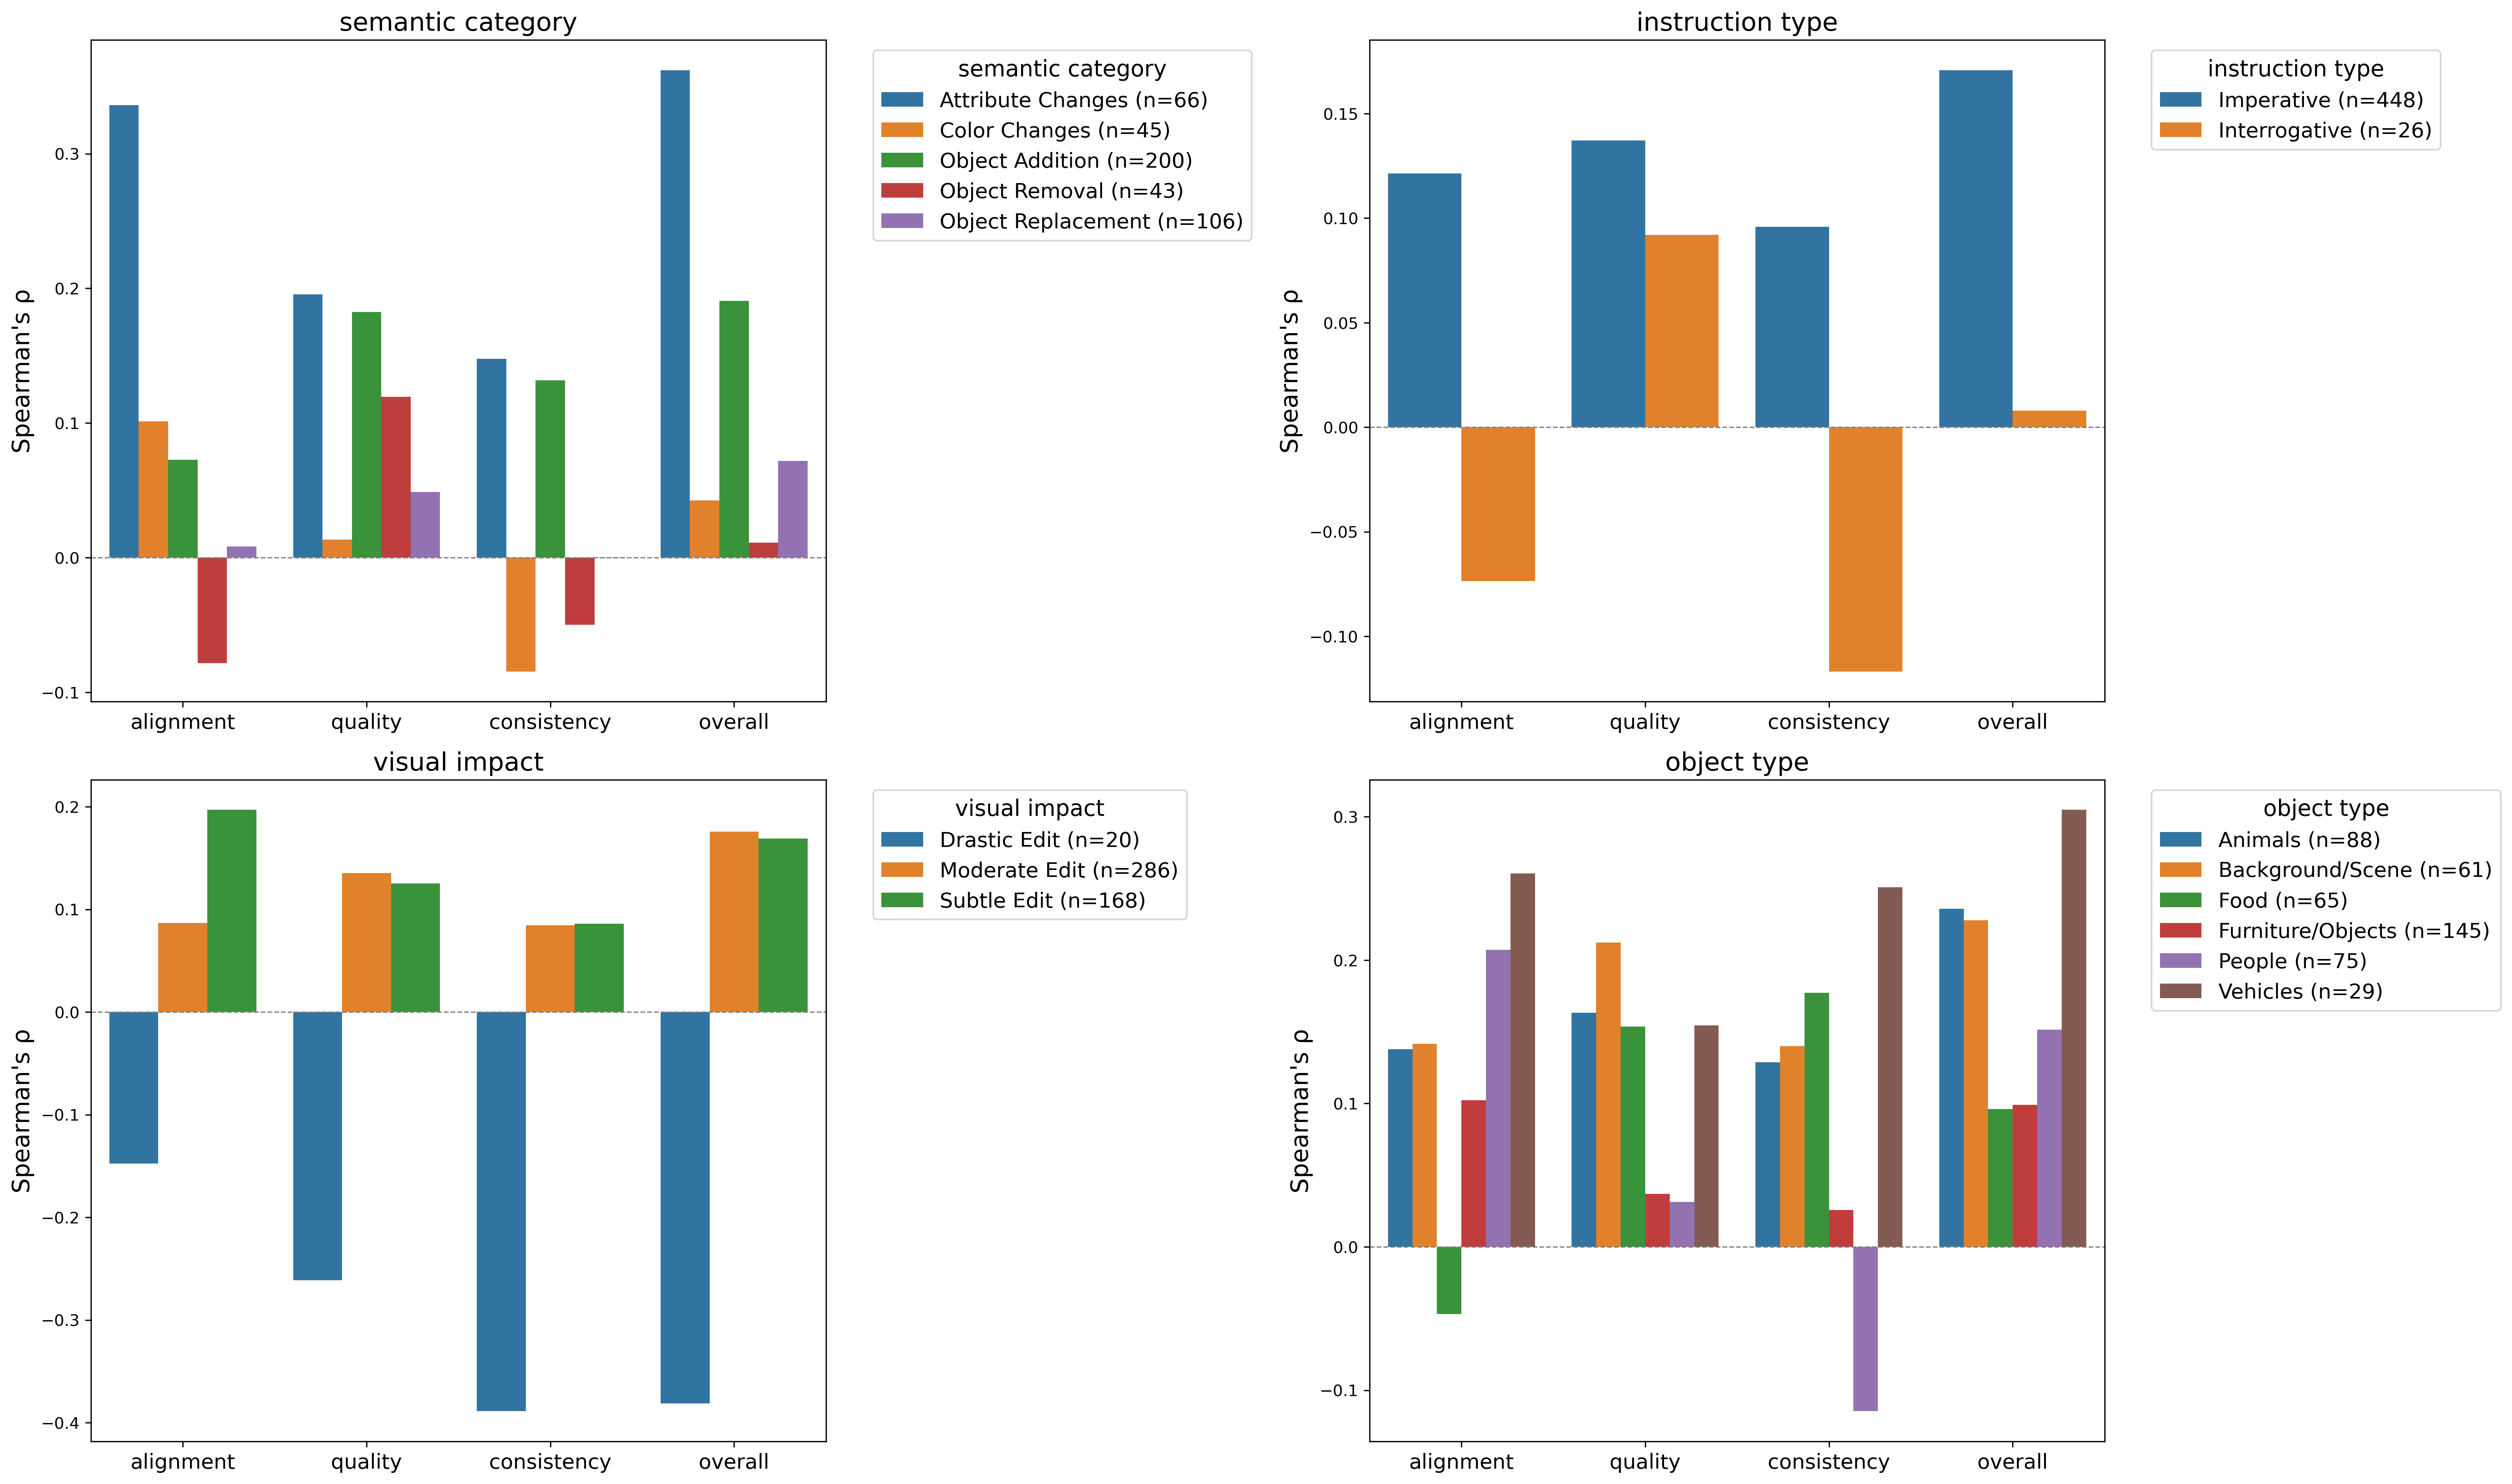 semantic category
Spearman's ρ
0.3
0.2
0.1
0.0
−0.1
alignment
quality
consistency
overall
semantic category
Attribute Changes (n=66)
Color Changes (n=45)
Object Addition (n=200)
Object Removal (n=43)
Object Replacement (n=106)
instruction type
Spearman's ρ
0.15
0.10
0.05
0.00
−0.05
−0.10
alignment
quality
consistency
overall
instruction type
Imperative (n=448)
Interrogative (n=26)
visual impact
Spearman's ρ
0.2
0.1
0.0
−0.1
−0.2
−0.3
−0.4
alignment
quality
consistency
overall
visual impact
Drastic Edit (n=20)
Moderate Edit (n=286)
Subtle Edit (n=168)
object type
Spearman's ρ
0.3
0.2
0.1
0.0
−0.1
alignment
quality
consistency
overall
object type
Animals (n=88)
Background/Scene (n=61)
Food (n=65)
Furniture/Objects (n=145)
People (n=75)
Vehicles (n=29)